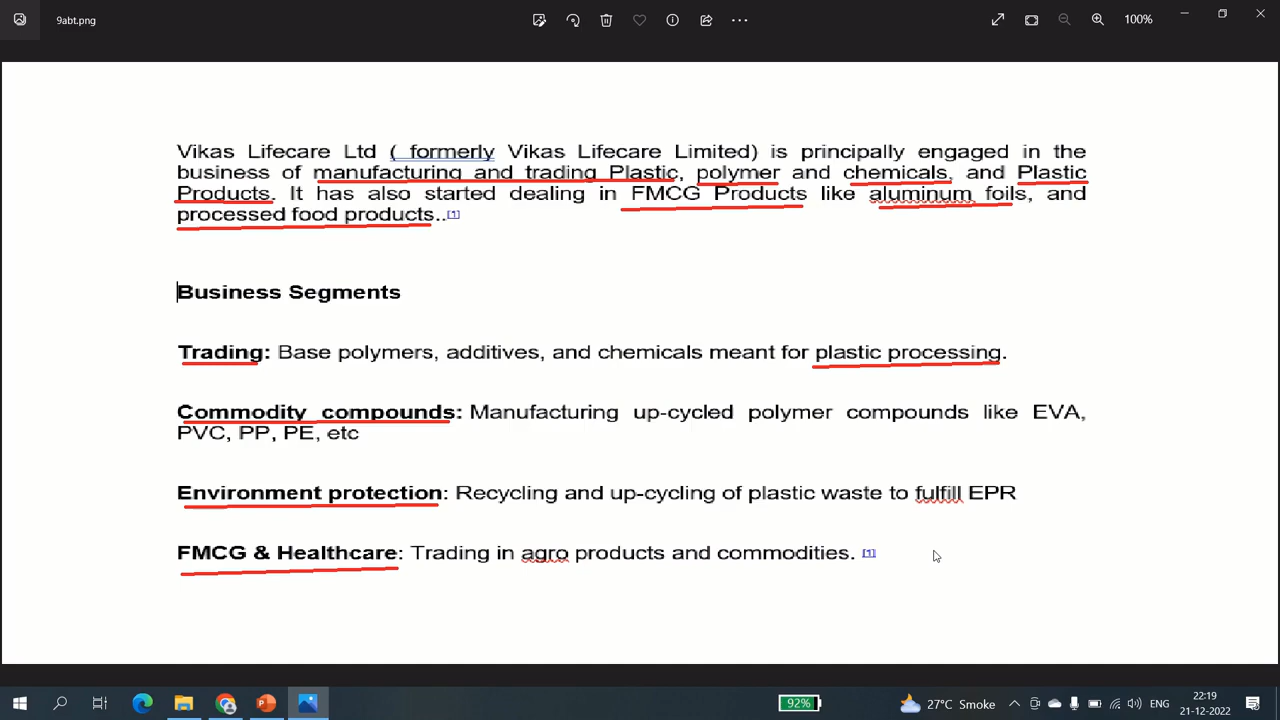 9abt.png
100%
Vikas Lifecare Ltd ( formerly Vikas Lifecare Limited) is principally engaged in the
business of manufacturing and trading Plastic, polymer and chemicals, and Plastic
Products. It has also started dealing in FMCG Products like aluminum foils, and
processed food products..[1]
Business Segments
Trading: Base polymers, additives, and chemicals meant for plastic processing.
Commodity compounds: Manufacturing up-cycled polymer compounds like EVA,
PVC, PP, PE, etc
Environment protection: Recycling and up-cycling of plastic waste to fulfill EPR
FMCG & Healthcare: Trading in agro products and commodities. [1]
92%
27°C Smoke
ENG
22:19
21-12-2022